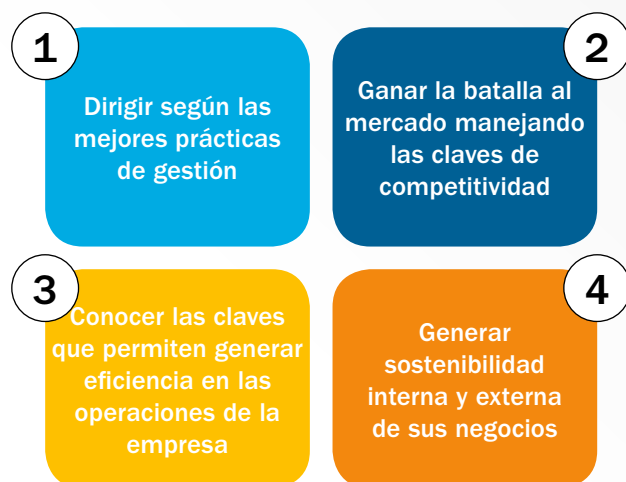 1
Dirigir según las
mejores prácticas
de gestión
2
Ganar la batalla al
mercado manejando
las claves de
competitividad
3
Conocer las claves
que permiten generar
eficiencia en las
operaciones de la
empresa
4
Generar
sostenibilidad
interna y externa
de sus negocios